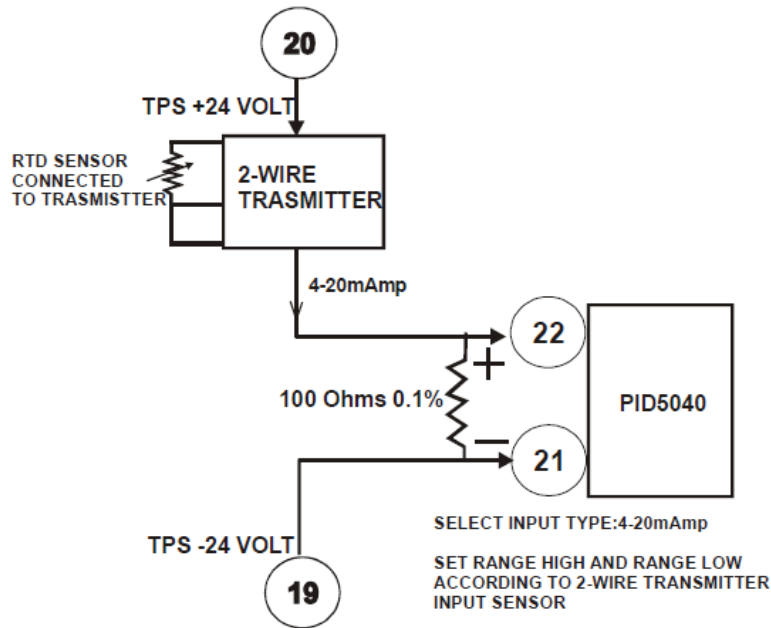 20
TPS +24 VOLT
RTD SENSOR
CONNECTED
TO TRASMISTTER
2-WIRE
TRASMITTER
4-20mAmp
22
+
100 Ohms 0.1%
PID5040
−
21
SELECT INPUT TYPE:4-20mAmp
TPS -24 VOLT
SET RANGE HIGH AND RANGE LOW
ACCORDING TO 2-WIRE TRANSMITTER
INPUT SENSOR
19